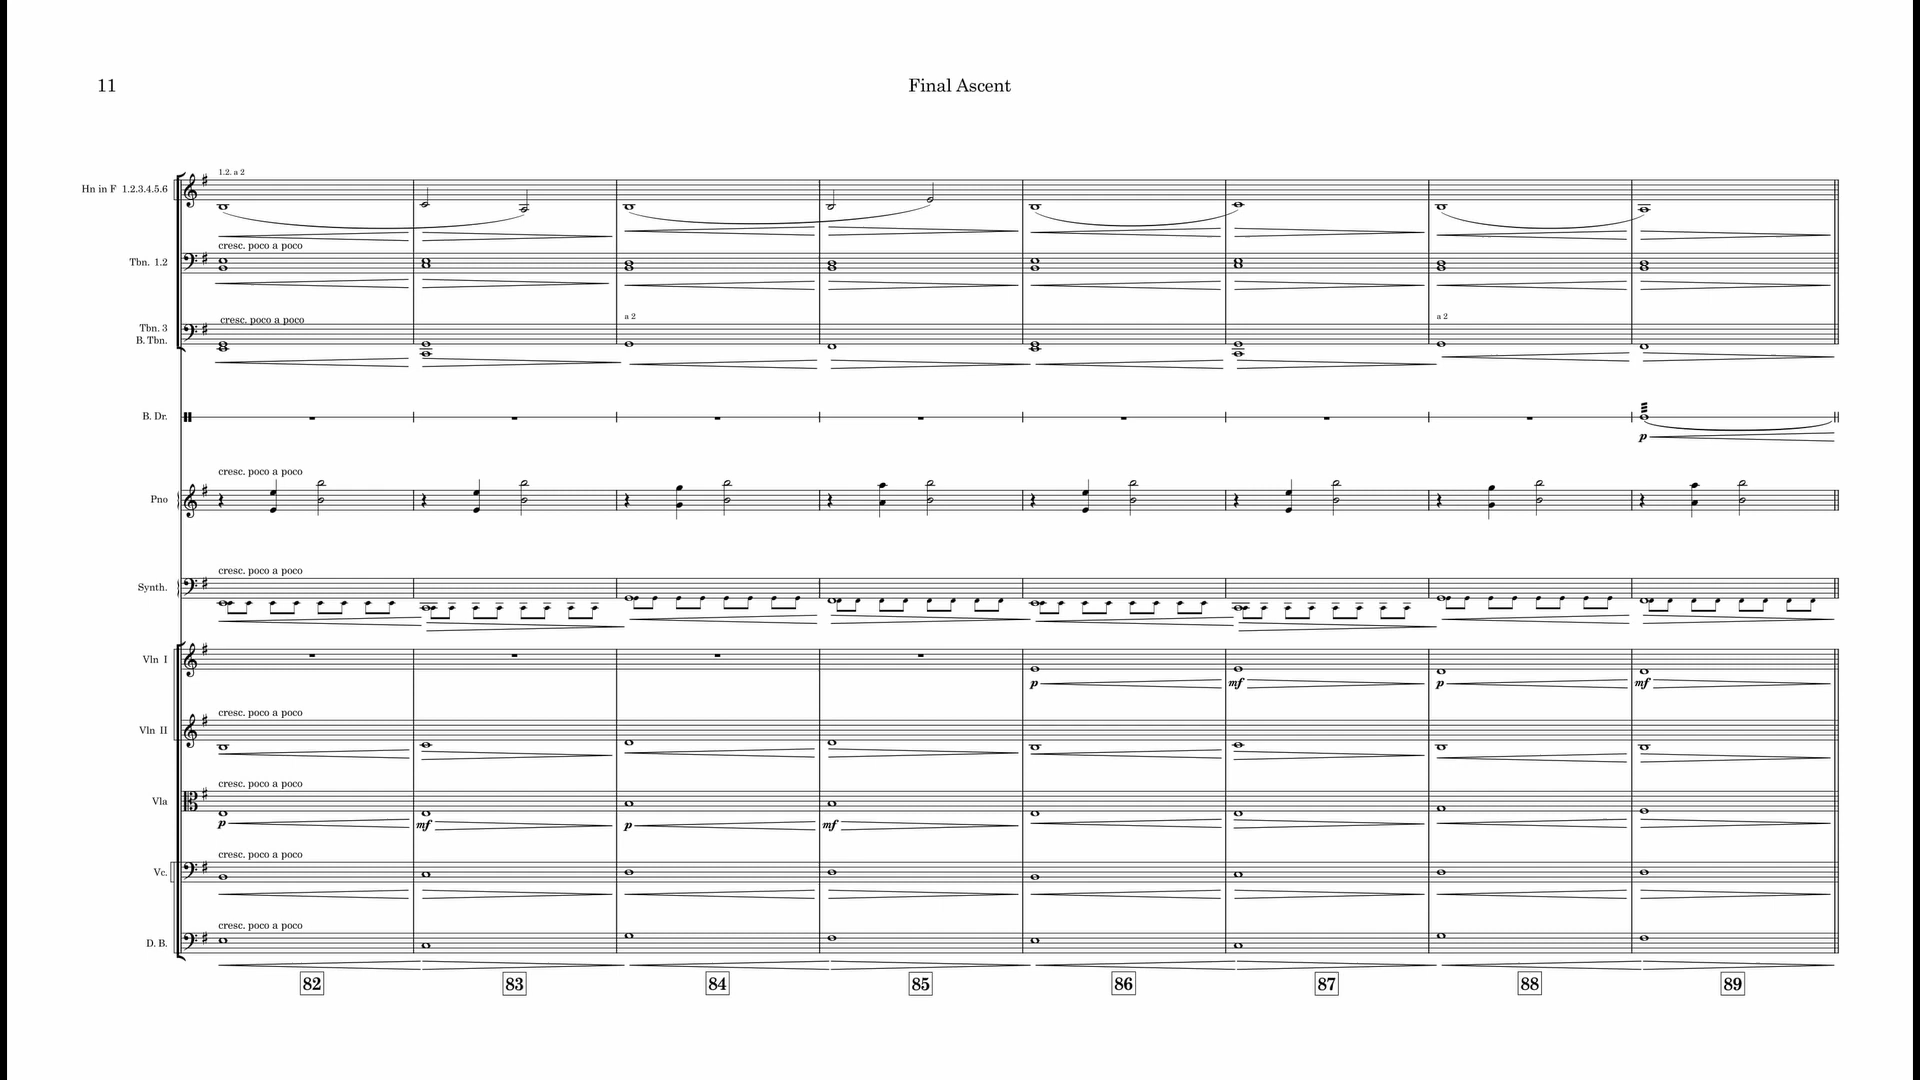 11
Final Ascent
1.2. a 2
Hn in F 1.2.3.4.5.6
cresc. poco a poco
Tbn. 1.2
cresc. poco a poco
a 2
a 2
Tbn. 3
B. Tbn.
B. Dr.
p
cresc. poco a poco
Pno
cresc. poco a poco
Synth.
Vln I
p mf p mf
cresc. poco a poco
Vln II
cresc. poco a poco
Vla
p mf p mf
cresc. poco a poco
Vc.
cresc. poco a poco
D. B.
82 83 84 85 86 87 88 89